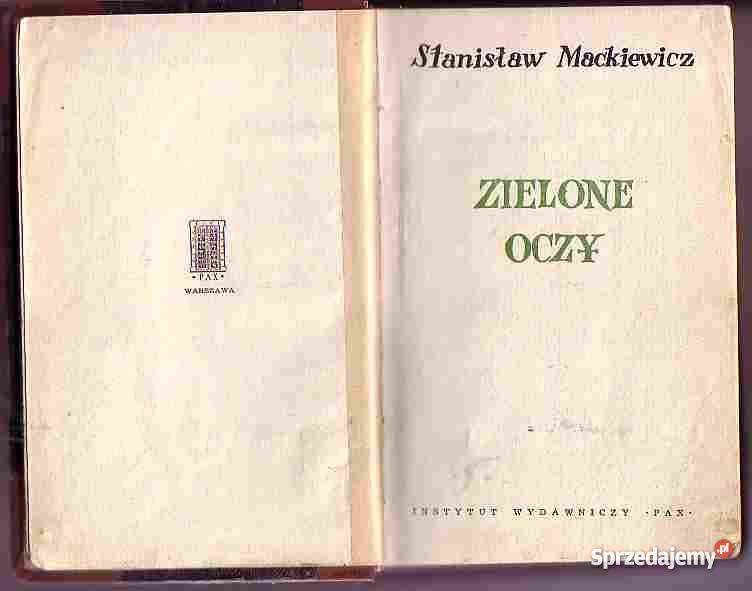 ·PAX·
WARSZAWA
Stanisław Mackiewicz
ZIELONE
OCZY
INSTYTUT WYDAWNICZY ·PAX·
Sprzedajemy.pl